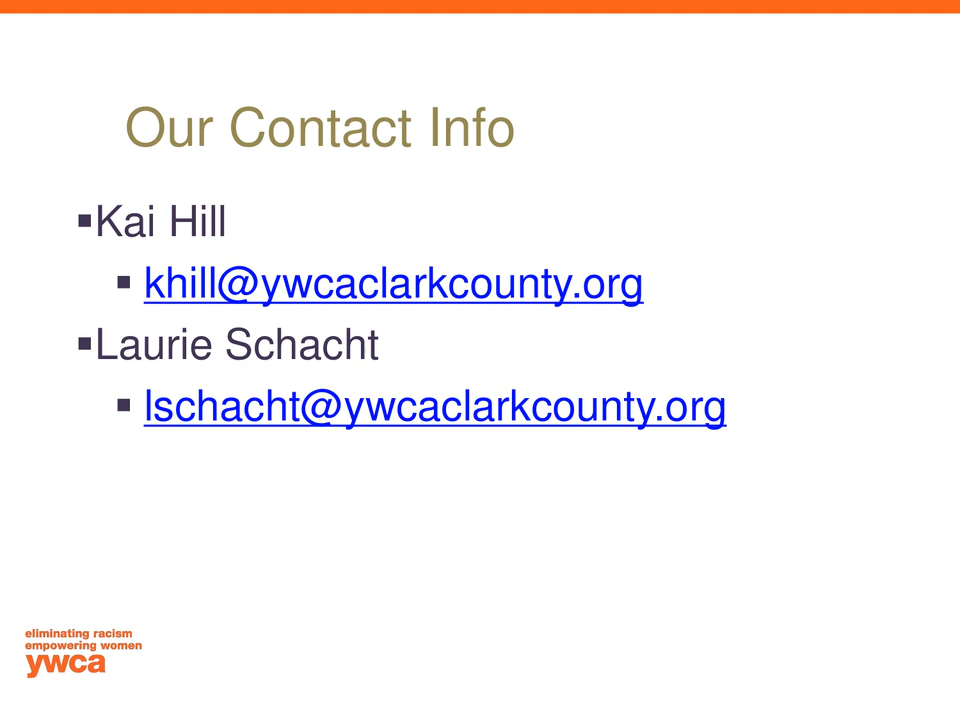 Our Contact Info
▪Kai Hill
▪ khill@ywcaclarkcounty.org
▪Laurie Schacht
▪ lschacht@ywcaclarkcounty.org
eliminating racism
empowering women
ywca